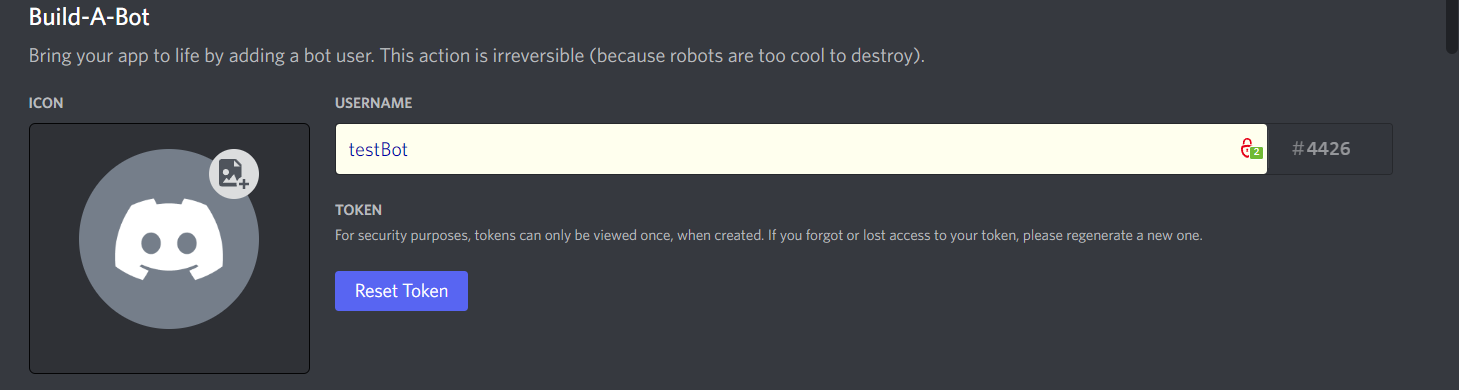 Build-A-Bot
Bring your app to life by adding a bot user. This action is irreversible (because robots are too cool to destroy).
ICON
USERNAME
testBot
2
#4426
TOKEN
For security purposes, tokens can only be viewed once, when created. If you forgot or lost access to your token, please regenerate a new one.
Reset Token